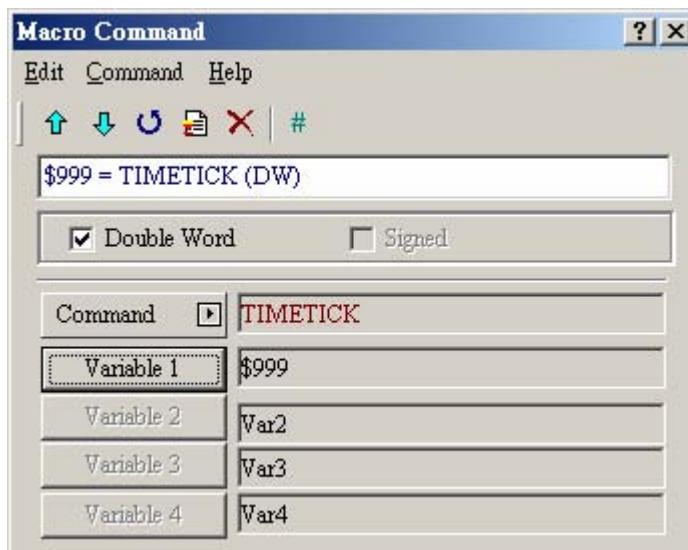 Macro Command
Edit Command Help
#
$999 = TIMETICK (DW)
Double Word Signed
Command TIMETICK
Variable 1 $999
Variable 2 Var2
Variable 3 Var3
Variable 4 Var4